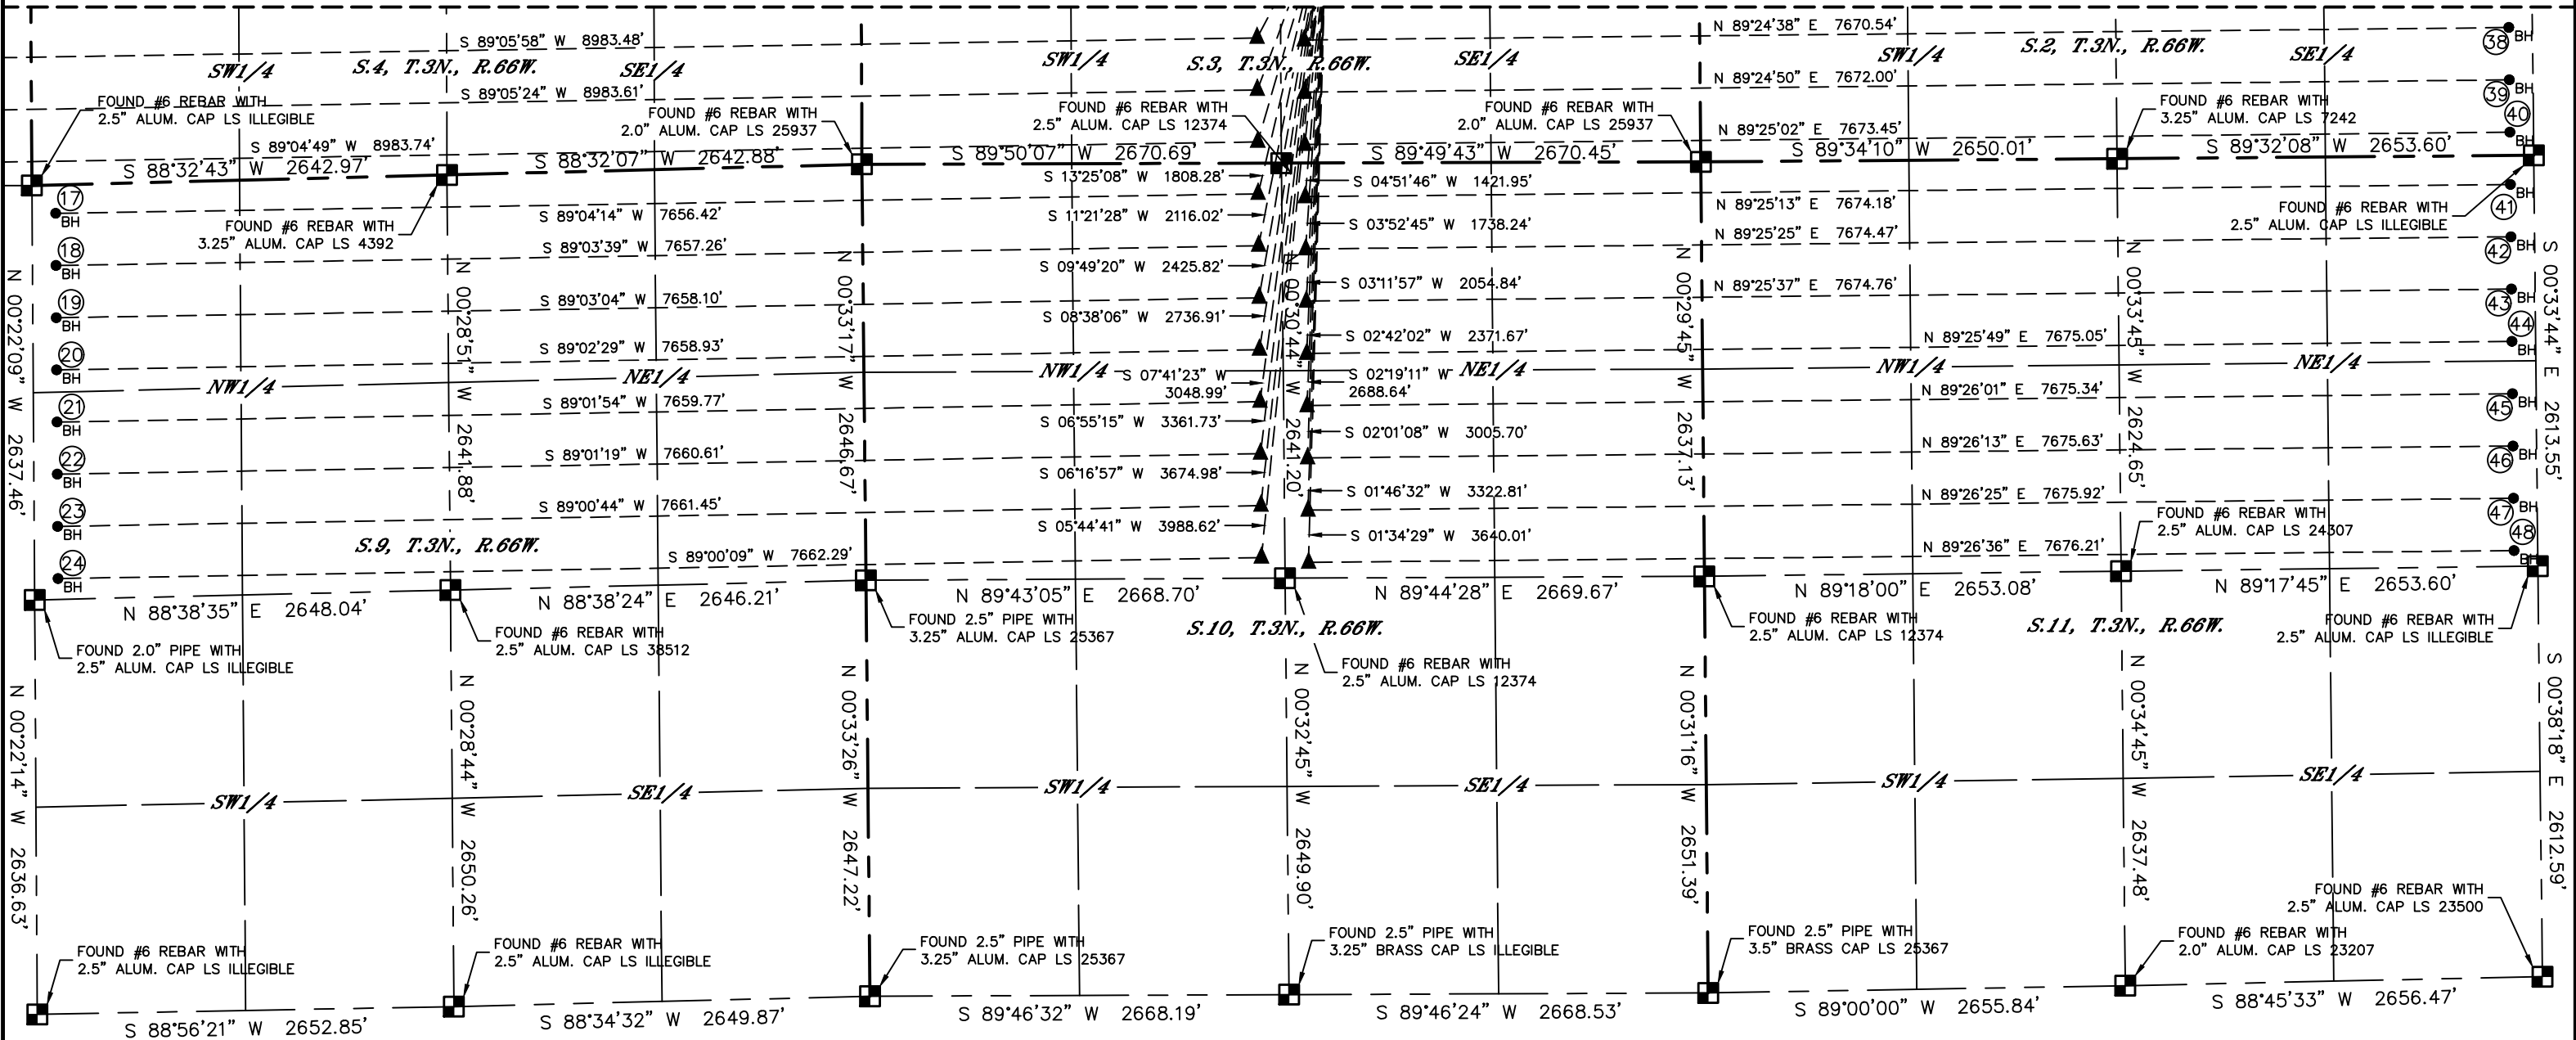 S 89°05'58" W 8983.48'
N 89°24'38" E 7670.54'
SW1/4
S.4, T.3N., R.66W.
SE1/4
SW1/4
S.3, T.3N., R.66W.
SE1/4
SW1/4
S.2, T.3N., R.66W.
SE1/4
38
BH
S 89°05'24" W 8983.61'
N 89°24'50" E 7672.00'
39
BH
FOUND #6 REBAR WITH
2.5" ALUM. CAP LS ILLEGIBLE
FOUND #6 REBAR WITH
2.0" ALUM. CAP LS 25937
FOUND #6 REBAR WITH
2.5" ALUM. CAP LS 12374
FOUND #6 REBAR WITH
2.0" ALUM. CAP LS 25937
FOUND #6 REBAR WITH
3.25" ALUM. CAP LS 7242
40
BH
S 89°04'49" W 8983.74'
N 89°25'02" E 7673.45'
S 88°32'43" W 2642.97'
S 88°32'07" W 2642.88'
S 89°50'07" W 2670.69'
S 89°49'43" W 2670.45'
S 89°34'10" W 2650.01'
S 89°32'08" W 2653.60'
17
BH
FOUND #6 REBAR WITH
3.25" ALUM. CAP LS 4392
S 89°04'14" W 7656.42'
S 13°25'08" W 1808.28'
S 04°51'46" W 1421.95'
N 89°25'13" E 7674.18'
41
BH
FOUND #6 REBAR WITH
2.5" ALUM. CAP LS ILLEGIBLE
S 11°21'28" W 2116.02'
S 03°52'45" W 1738.24'
18
BH
S 89°03'39" W 7657.26'
N 89°25'25" E 7674.47'
42
BH
S 09°49'20" W 2425.82'
S 03°11'57" W 2054.84'
19
BH
S 89°03'04" W 7658.10'
N 89°25'37" E 7674.76'
43
BH
S 08°38'06" W 2736.91'
S 02°42'02" W 2371.67'
20
BH
S 89°02'29" W 7658.93'
N 89°25'49" E 7675.05'
44
BH
NW1/4
NE1/4
NW1/4
S 07°41'23" W
3048.99'
S 02°19'11" W
2688.64'
NE1/4
NW1/4
NE1/4
21
BH
S 89°01'54" W 7659.77'
N 89°26'01" E 7675.34'
45
BH
S 06°55'15" W 3361.73'
S 02°01'08" W 3005.70'
22
BH
S 89°01'19" W 7660.61'
N 89°26'13" E 7675.63'
46
BH
S 06°16'57" W 3674.98'
S 01°46'32" W 3322.81'
23
BH
S 89°00'44" W 7661.45'
N 89°26'25" E 7675.92'
47
BH
S 05°44'41" W 3988.62'
S 01°34'29" W 3640.01'
FOUND #6 REBAR WITH
2.5" ALUM. CAP LS 24307
S.9, T.3N., R.66W.
24
BH
S 89°00'09" W 7662.29'
N 89°26'36" E 7676.21'
48
BH
N 00°22'09" W 2637.46'
N 00°28'51" W 2641.88'
N 00°33'17" W 2646.67'
N 00°30'44" W 2641.20'
N 00°29'45" W 2637.13'
N 00°33'45" W 2624.65'
S 00°33'44" E 2613.55'
N 88°38'35" E 2648.04'
N 88°38'24" E 2646.21'
N 89°43'05" E 2668.70'
N 89°44'28" E 2669.67'
N 89°18'00" E 2653.08'
N 89°17'45" E 2653.60'
FOUND 2.0" PIPE WITH
2.5" ALUM. CAP LS ILLEGIBLE
FOUND #6 REBAR WITH
2.5" ALUM. CAP LS 38512
FOUND 2.5" PIPE WITH
3.25" ALUM. CAP LS 25367
S.10, T.3N., R.66W.
FOUND #6 REBAR WITH
2.5" ALUM. CAP LS 12374
FOUND #6 REBAR WITH
2.5" ALUM. CAP LS 12374
S.11, T.3N., R.66W.
FOUND #6 REBAR WITH
2.5" ALUM. CAP LS ILLEGIBLE
N 00°22'14" W 2636.63'
N 00°28'44" W 2650.26'
N 00°33'26" W 2647.22'
N 00°32'45" W 2649.90'
N 00°31'16" W 2651.39'
N 00°34'45" W 2637.48'
S 00°38'18" E 2612.59'
SW1/4
SE1/4
SW1/4
SE1/4
SW1/4
SE1/4
FOUND #6 REBAR WITH
2.5" ALUM. CAP LS ILLEGIBLE
FOUND #6 REBAR WITH
2.5" ALUM. CAP LS ILLEGIBLE
FOUND 2.5" PIPE WITH
3.25" ALUM. CAP LS 25367
FOUND 2.5" PIPE WITH
3.25" BRASS CAP LS ILLEGIBLE
FOUND 2.5" PIPE WITH
3.5" BRASS CAP LS 25367
FOUND #6 REBAR WITH
2.0" ALUM. CAP LS 23207
FOUND #6 REBAR WITH
2.5" ALUM. CAP LS 23500
S 88°56'21" W 2652.85'
S 88°34'32" W 2649.87'
S 89°46'32" W 2668.19'
S 89°46'24" W 2668.53'
S 89°00'00" W 2655.84'
S 88°45'33" W 2656.47'